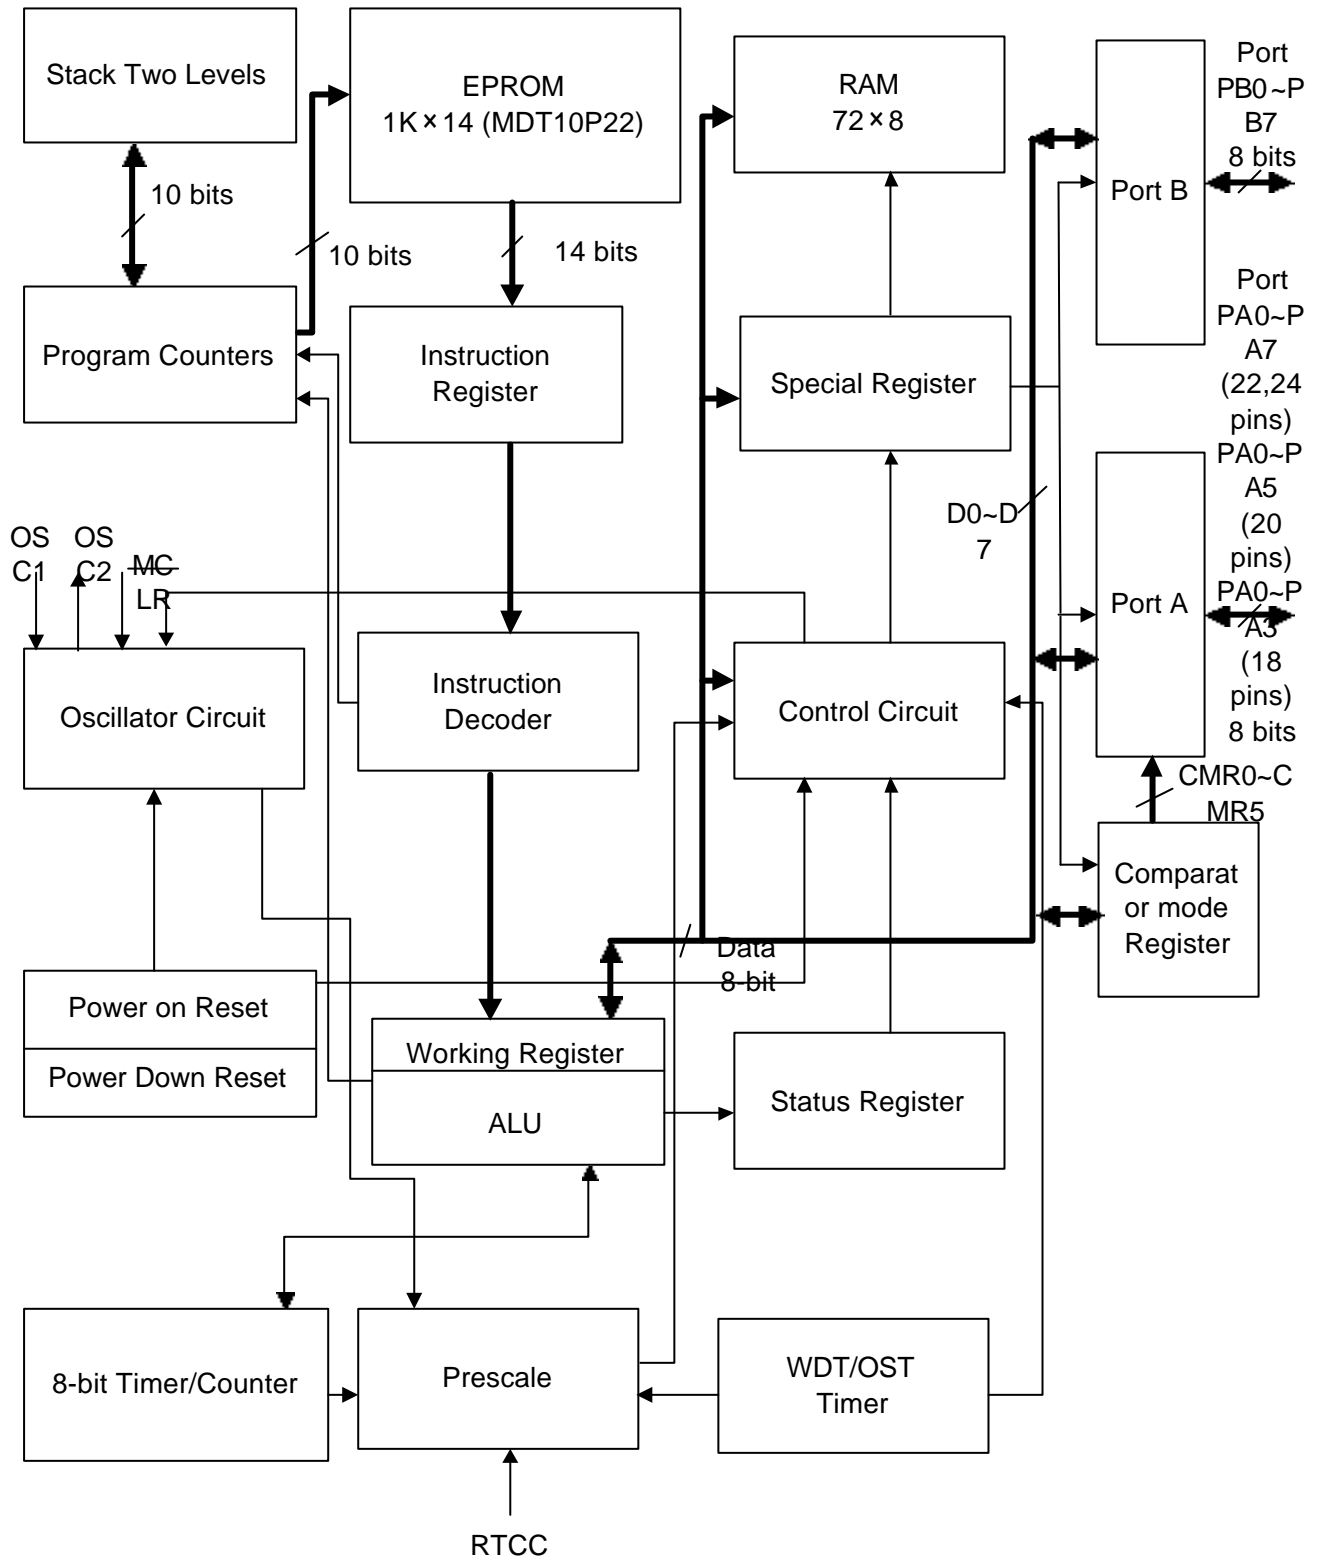 Stack Two Levels
EPROM
1K×14 (MDT10P22)
RAM
72×8
Port
PB0~P
B7
8 bits
Port B
10 bits
10 bits
14 bits
Port
PA0~P
A7
(22,24
pins)
PA0~P
A5
(20
pins)
PA0~P
A3
(18
pins)
8 bits
Program Counters
Instruction
Register
Special Register
D0~D
7
OS
C1
OS
C2
MC
LR
Port A
Oscillator Circuit
Instruction
Decoder
Control Circuit
CMR0~C
MR5
Comparat
or mode
Register
Data
8-bit
Power on Reset
Power Down Reset
Working Register
ALU
Status Register
8-bit Timer/Counter
Prescale
WDT/OST
Timer
RTCC